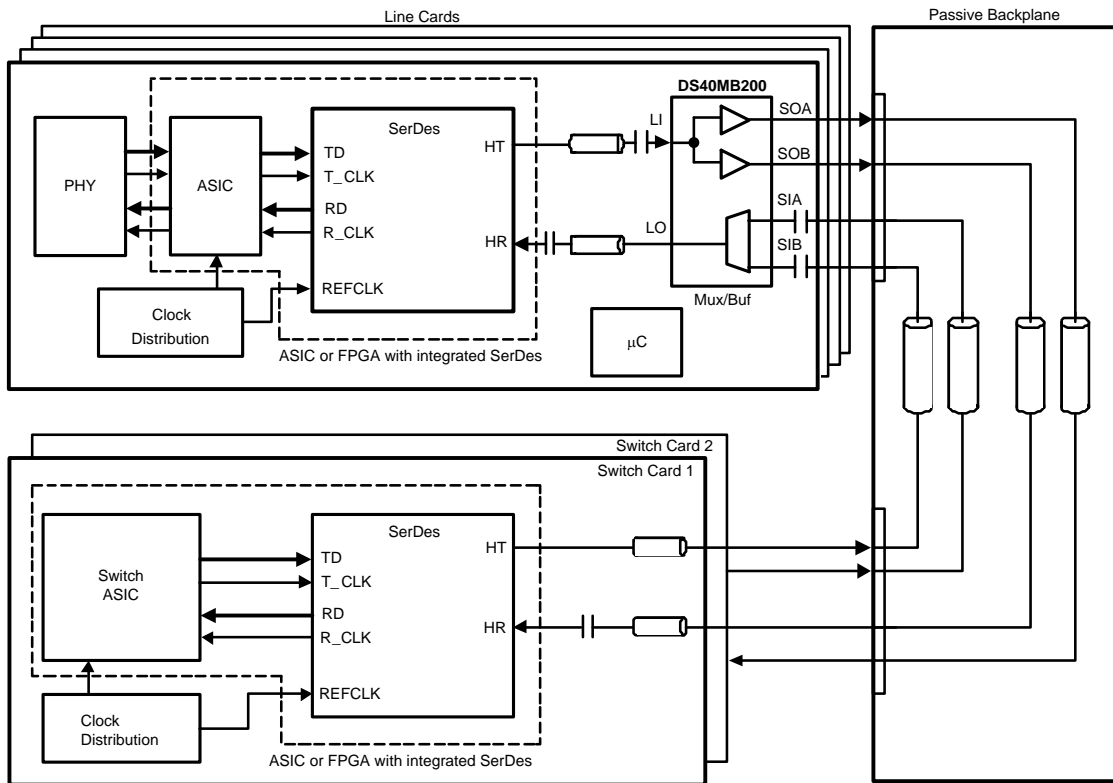 Line Cards
Passive Backplane
DS40MB200
SerDes
LI
SOA
HT
TD
SOB
PHY
ASIC
T_CLK
RD
SIA
R_CLK
LO
HR
SIB
REFCLK
Clock
Distribution
Mux/Buf
ASIC or FPGA with integrated SerDes
μC
Switch Card 2
Switch Card 1
SerDes
HT
TD
Switch
ASIC
T_CLK
RD
HR
R_CLK
REFCLK
Clock
Distribution
ASIC or FPGA with integrated SerDes